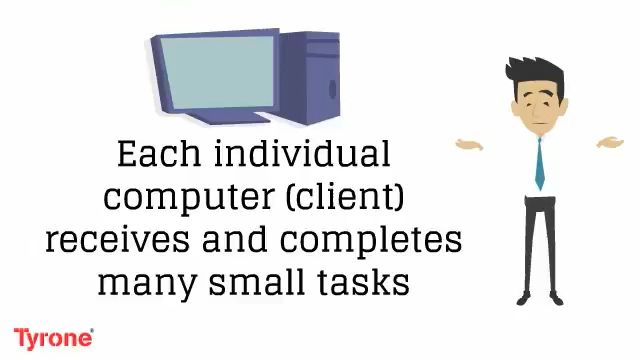 Each individual
computer (client)
receives and completes
many small tasks
Tyrone